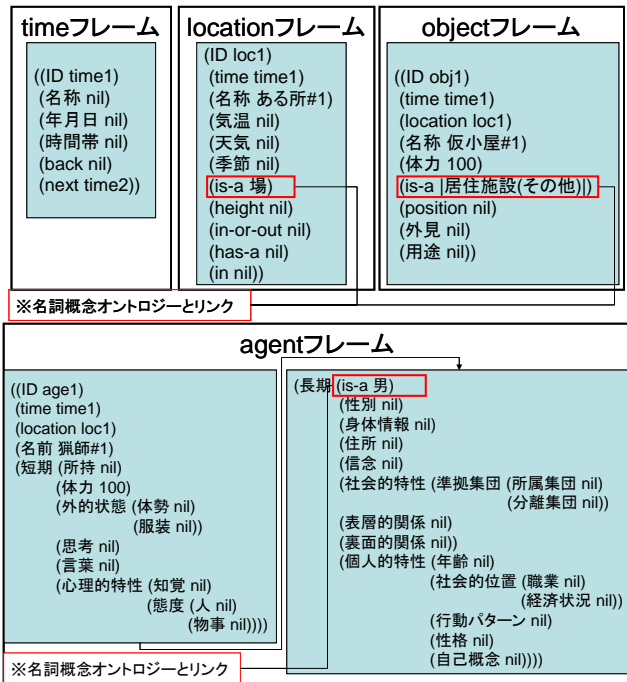 timeフレーム
((ID time1)
(名称 nil)
(年月日 nil)
(時間帯 nil)
(back nil)
(next time2))
locationフレーム
(ID loc1)
(time time1)
(名称 ある所#1)
(気温 nil)
(天気 nil)
(季節 nil)
(is-a 場)
(height nil)
(in-or-out nil)
(has-a nil)
(in nil))
objectフレーム
((ID obj1)
(time time1)
(location loc1)
(名称 仮小屋#1)
(体力 100)
(is-a |居住施設(その他)|)
(position nil)
(外見 nil)
(用途 nil))
※名詞概念オントロジーとリンク
agentフレーム
((ID age1)
(time time1)
(location loc1)
(名前 猟師#1)
(短期 (所持 nil)
(体力 100)
(外的状態 (体勢 nil)
(服装 nil))
(思考 nil)
(言葉 nil)
(心理的特性 (知覚 nil)
(態度 (人 nil)
(物事 nil))))
(長期 (is-a 男)
(性別 nil)
(身体情報 nil)
(住所 nil)
(信念 nil)
(社会的特性 (準拠集団 (所属集団 nil)
(分離集団 nil))
(表層的関係 nil)
(裏面的関係 nil))
(個人的特性 (年齢 nil)
(社会的位置 (職業 nil)
(経済状況 nil))
(行動パターン nil)
(性格 nil)
(自己概念 nil))))
※名詞概念オントロジーとリンク